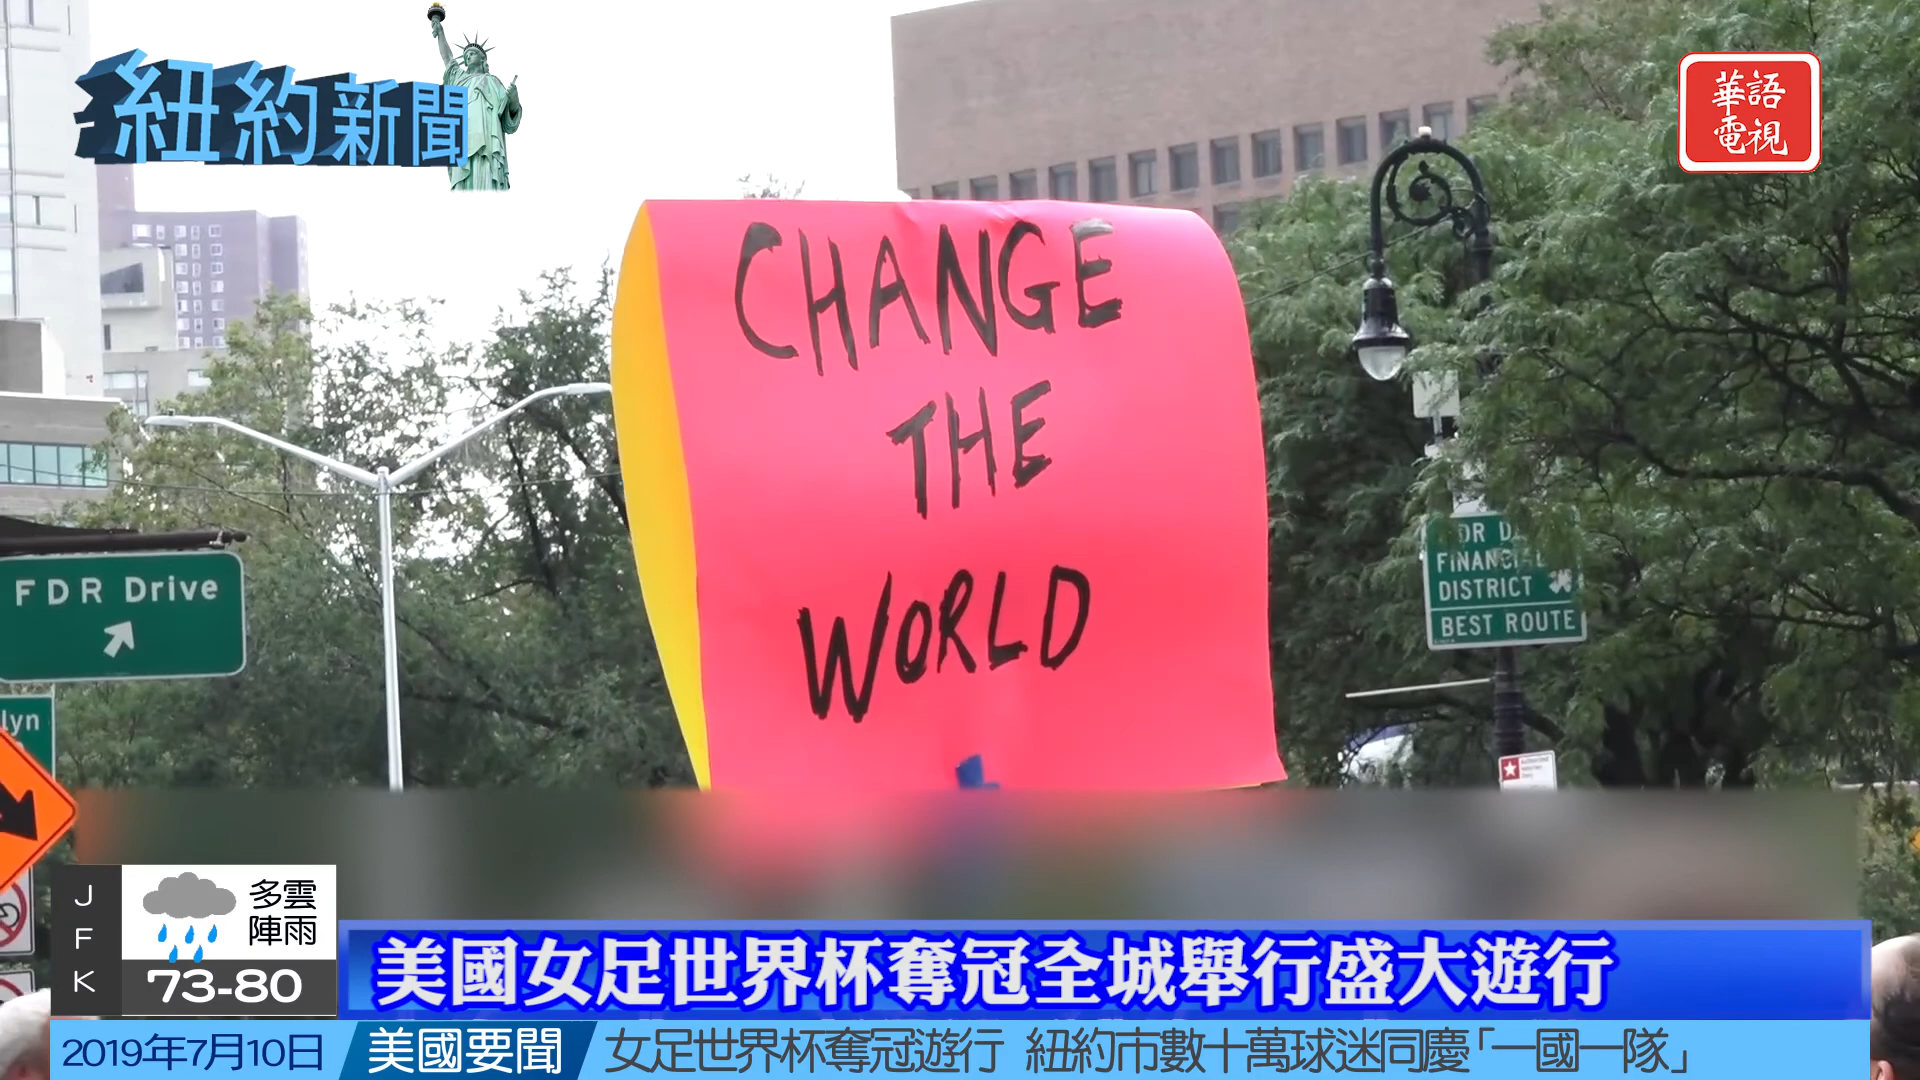 紐約新聞
華語
電視
CHANGE
THE
WORLD
FDR Drive
lyn
FINANCIAL
DISTRICT
BEST ROUTE
JFK
多雲
陣雨
73-80
美國女足世界杯奪冠全城舉行盛大遊行
2019年7月10日
美國要聞
女足世界杯奪冠遊行 紐約市數十萬球迷同慶「一國一隊」